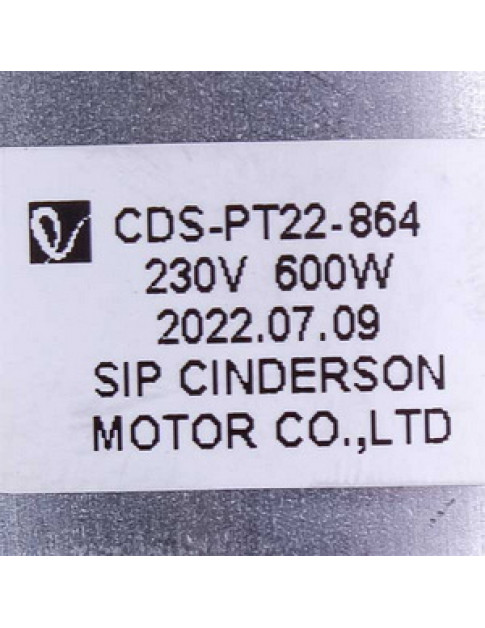 CDS-PT22-864
230V 600W
2022.07.09
SIP CINDERSON
MOTOR CO.,LTD